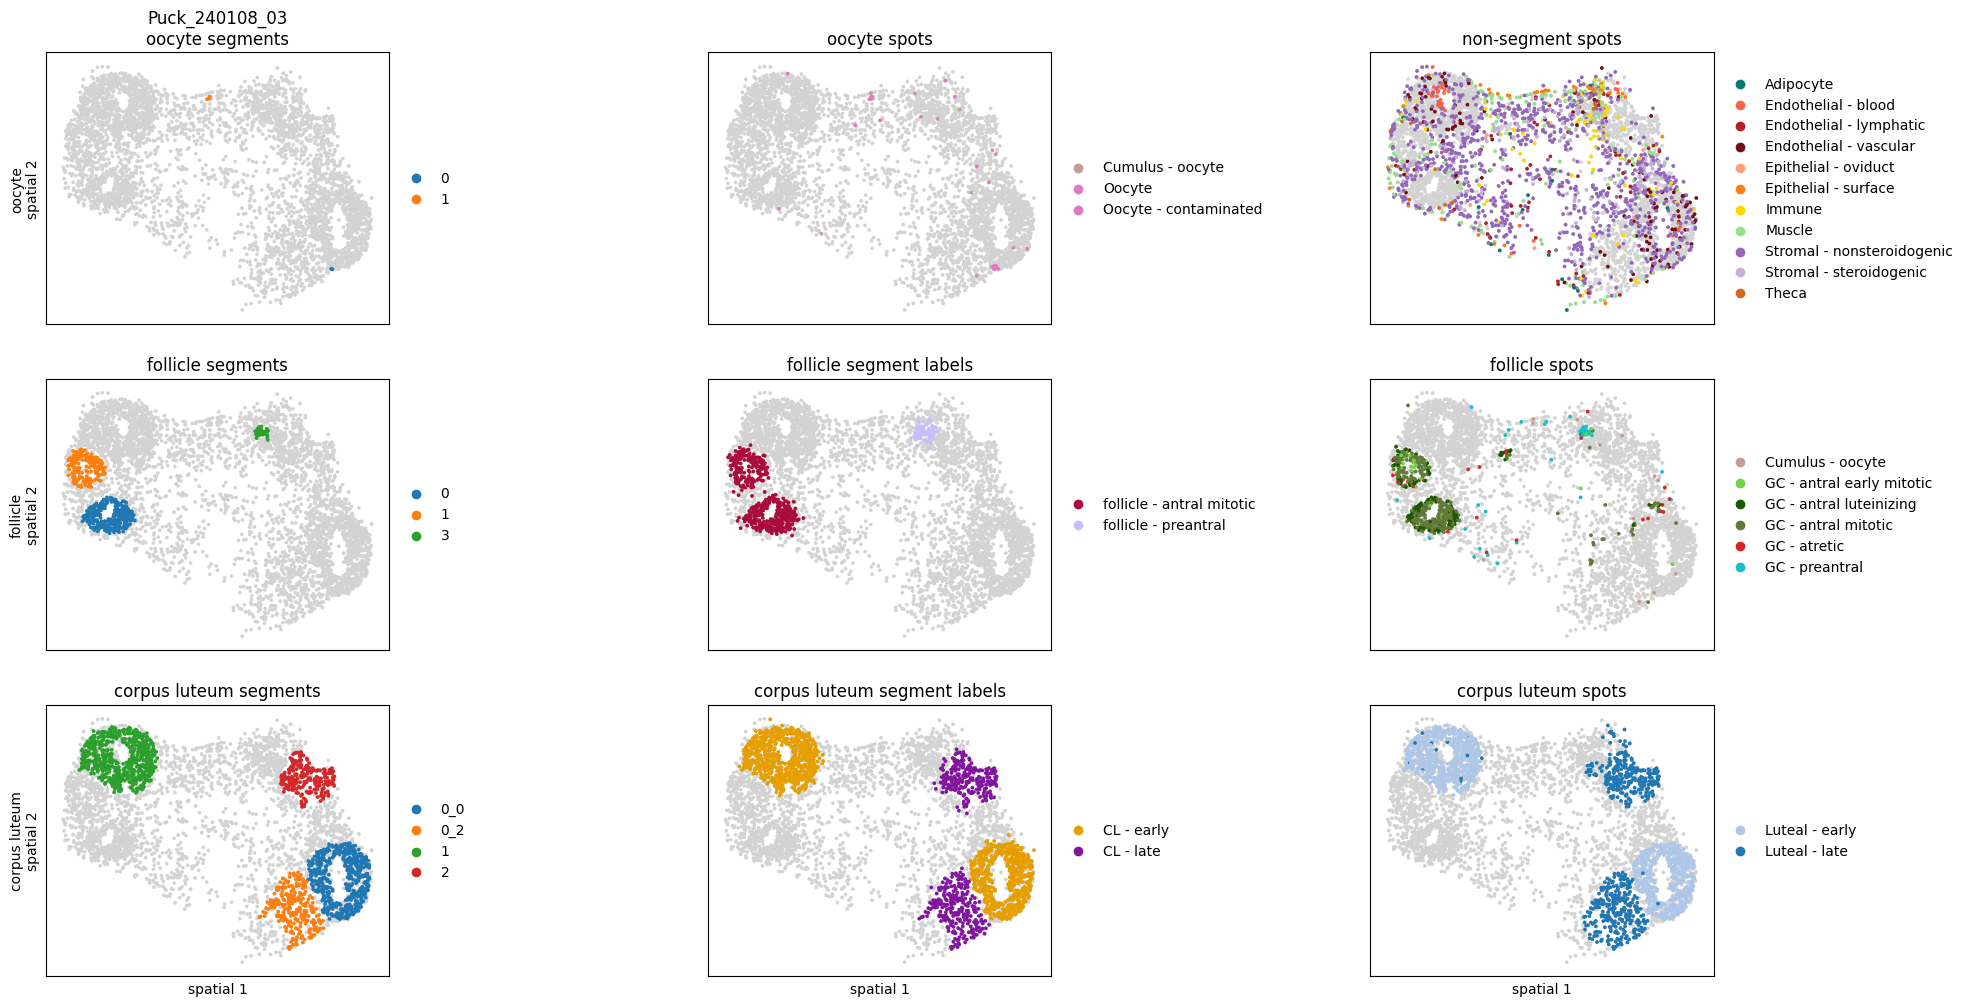 Puck_240108_03
oocyte segments
oocyte spots
non-segment spots
oocyte
spatial 2
0
1
Cumulus - oocyte
Oocyte
Oocyte - contaminated
Adipocyte
Endothelial - blood
Endothelial - lymphatic
Endothelial - vascular
Epithelial - oviduct
Epithelial - surface
Immune
Muscle
Stromal - nonsteroidogenic
Stromal - steroidogenic
Theca
follicle segments
follicle segment labels
follicle spots
follicle
spatial 2
0
1
3
follicle - antral mitotic
follicle - preantral
Cumulus - oocyte
GC - antral early mitotic
GC - antral luteinizing
GC - antral mitotic
GC - atretic
GC - preantral
corpus luteum segments
corpus luteum segment labels
corpus luteum spots
corpus luteum
spatial 2
0_0
0_2
1
2
CL - early
CL - late
Luteal - early
Luteal - late
spatial 1
spatial 1
spatial 1